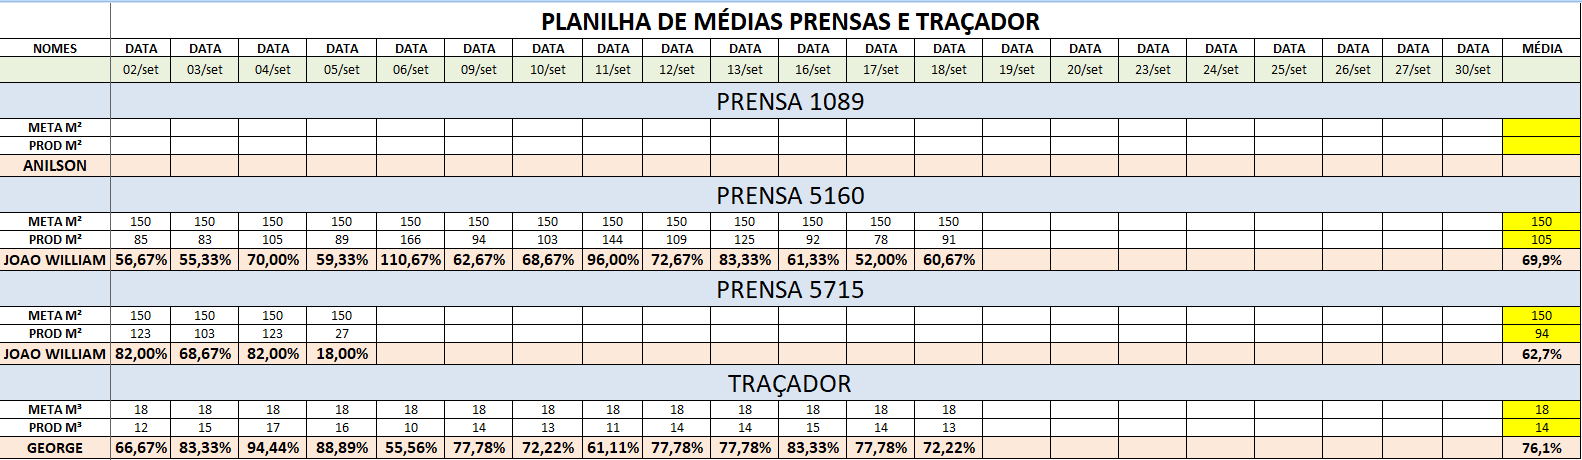 PLANILHA DE MÉDIAS PRENSAS E TRAÇADOR
NOMES DATA DATA DATA DATA DATA DATA DATA DATA DATA DATA DATA DATA DATA DATA DATA DATA DATA DATA DATA DATA DATA MÉDIA
02/set 03/set 04/set 05/set 06/set 09/set 10/set 11/set 12/set 13/set 16/set 17/set 18/set 19/set 20/set 23/set 24/set 25/set 26/set 27/set 30/set
PRENSA 1089
META M²
PROD M²
ANILSON
PRENSA 5160
META M² 150 150 150 150 150 150 150 150 150 150 150 150 150 150
PROD M² 85 83 105 89 166 94 103 144 109 125 92 78 91 105
JOAO WILLIAM 56,67% 55,33% 70,00% 59,33% 110,67% 62,67% 68,67% 96,00% 72,67% 83,33% 61,33% 52,00% 60,67% 69,9%
PRENSA 5715
META M² 150 150 150 150 150
PROD M² 123 103 123 27 94
JOAO WILLIAM 82,00% 68,67% 82,00% 18,00% 62,7%
TRAÇADOR
META M³ 18 18 18 18 18 18 18 18 18 18 18 18 18 18
PROD M³ 12 15 17 16 10 14 13 11 14 14 15 14 13 14
GEORGE 66,67% 83,33% 94,44% 88,89% 55,56% 77,78% 72,22% 61,11% 77,78% 77,78% 83,33% 77,78% 72,22% 76,1%